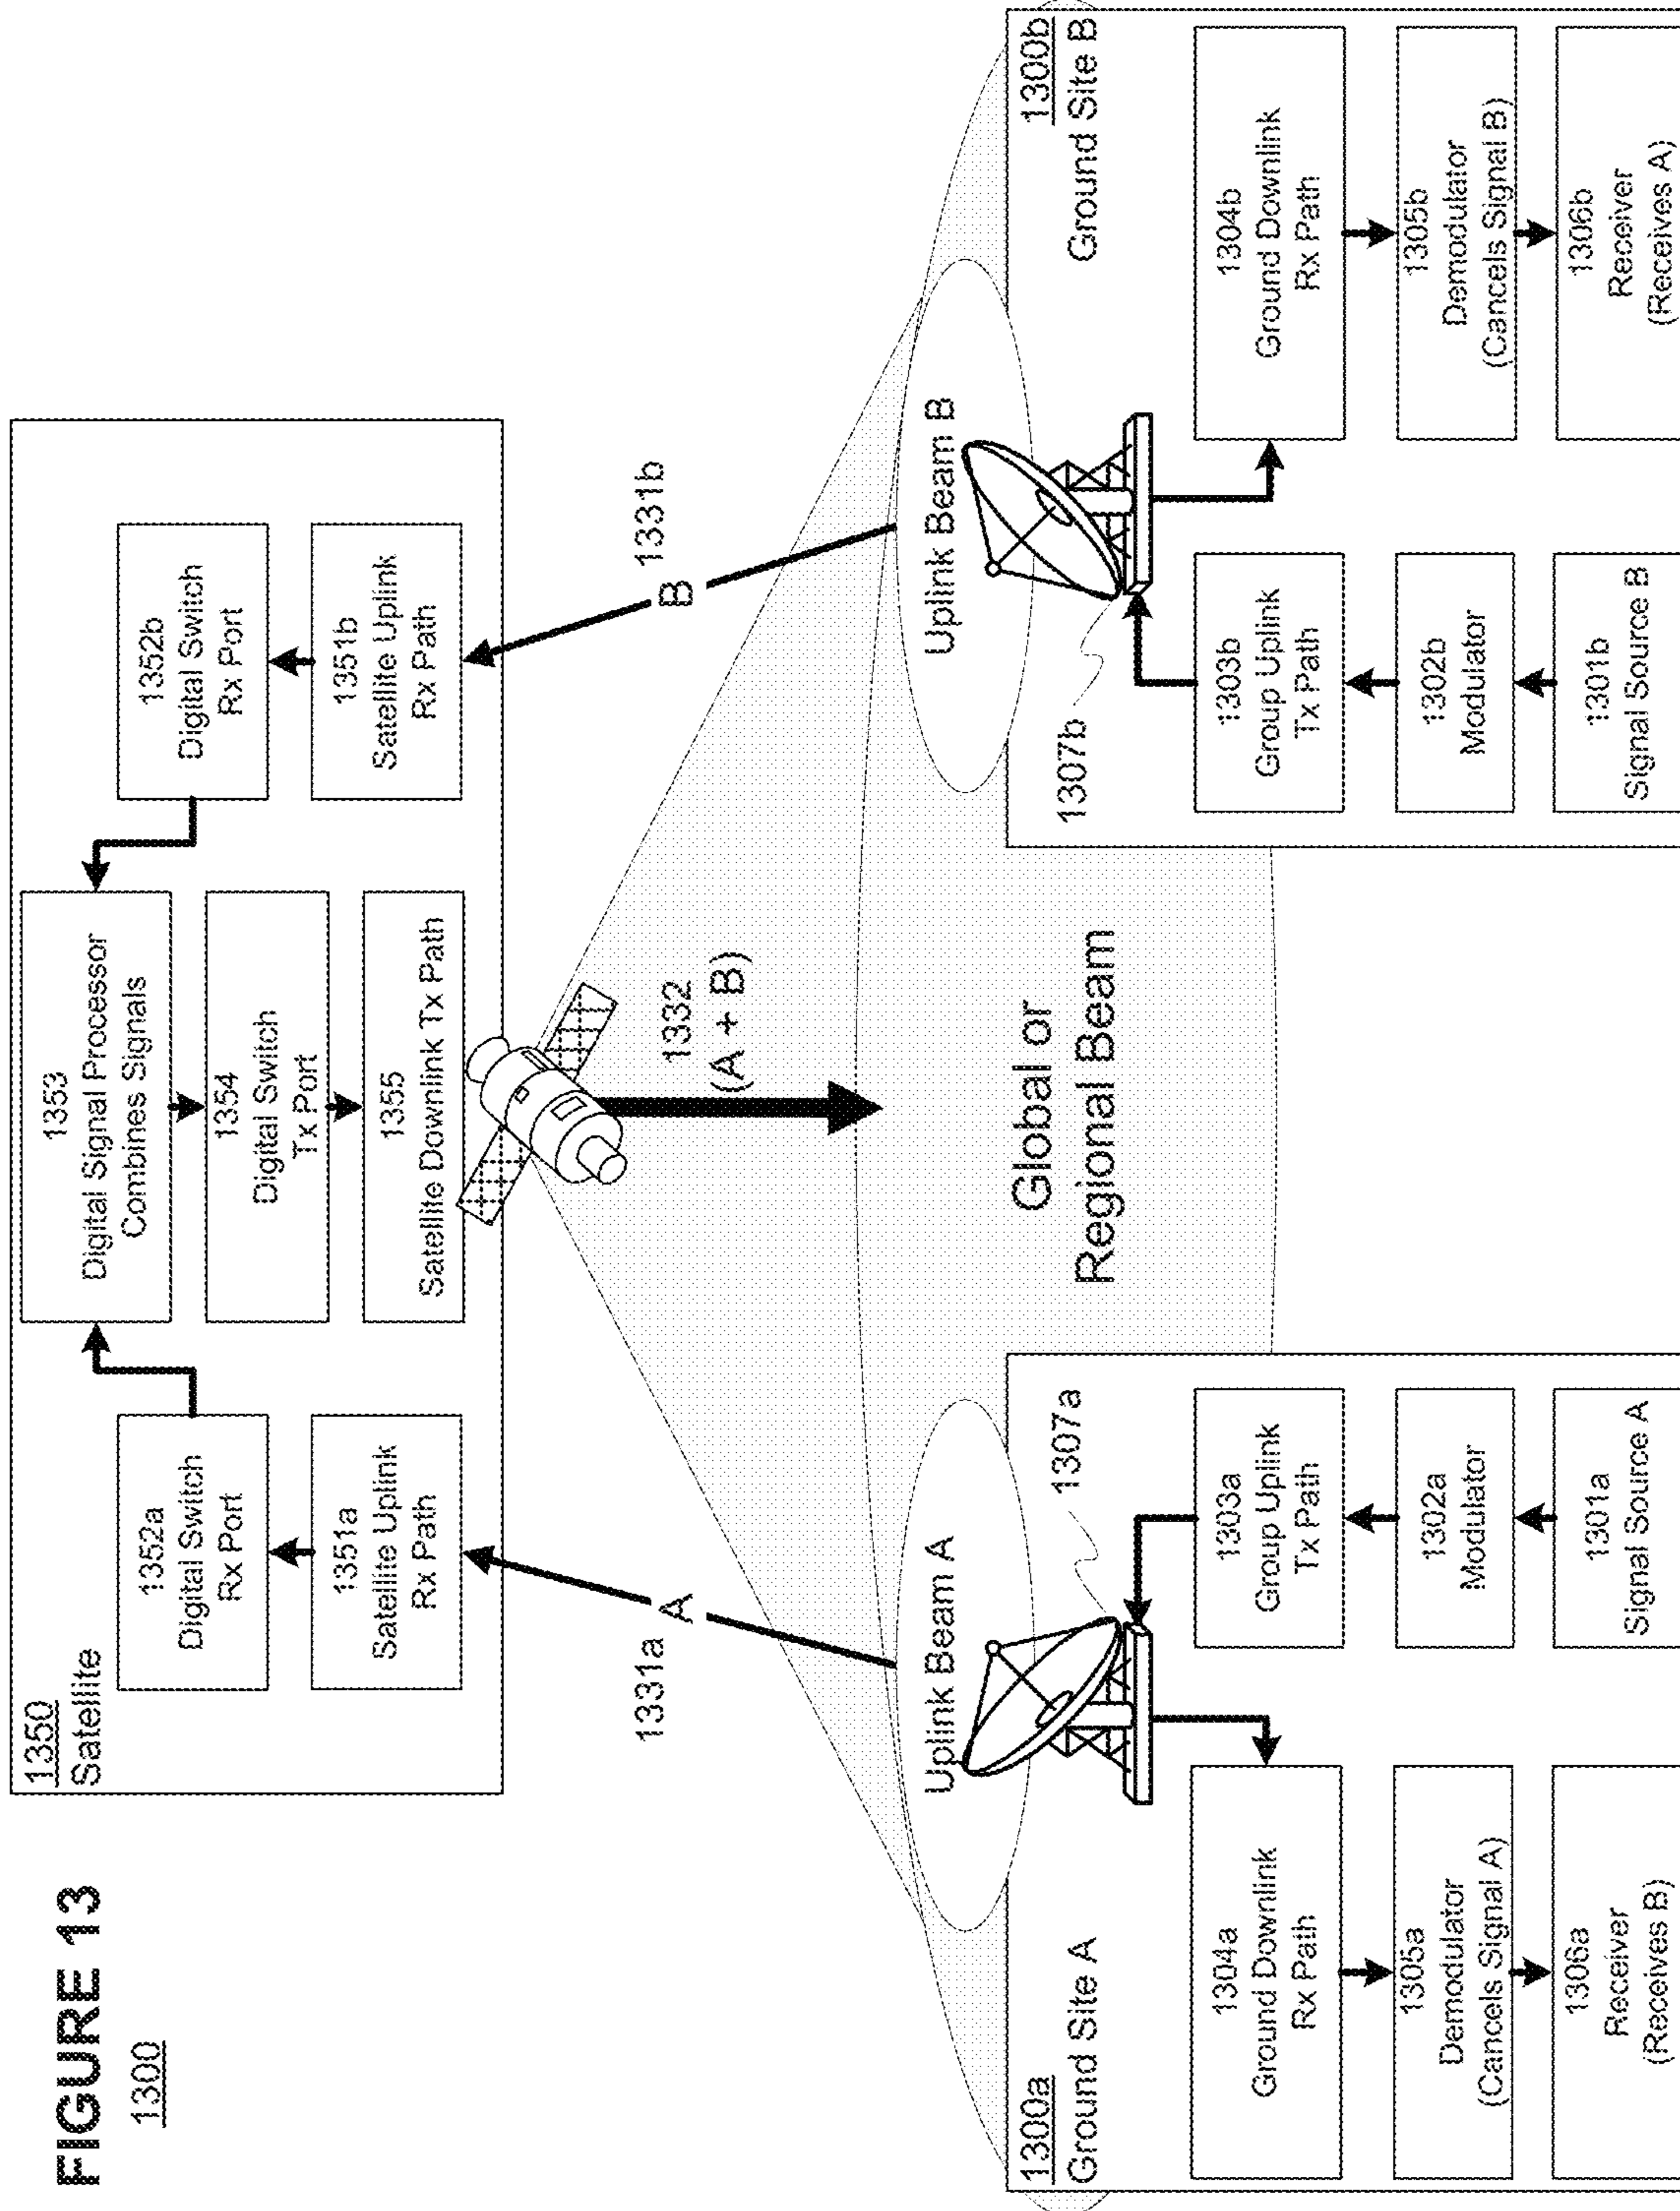 FIGURE 13
1300
1350
Satellite
1352a
Digital Switch
Rx Port
1351a
Satellite Uplink
Rx Path
1353
Digital Signal Processor
Combines Signals
1354
Digital Switch
Tx Port
1355
Satellite Downlink Tx Path
1352b
Digital Switch
Rx Port
1351b
Satellite Uplink
Rx Path
1331a
A
1332
(A + B)
B
1331b
Global or
Regional Beam
Uplink Beam A
1307a
1300a
Ground Site A
1304a
Ground Downlink
Rx Path
1305a
Demodulator
(Cancels Signal A)
1306a
Receiver
(Receives B)
1303a
Group Uplink
Tx Path
1302a
Modulator
1301a
Signal Source A
Uplink Beam B
1307b
1300b
Ground Site B
1303b
Group Uplink
Tx Path
1302b
Modulator
1301b
Signal Source B
1304b
Ground Downlink
Rx Path
1305b
Demodulator
(Cancels Signal B)
1306b
Receiver
(Receives A)